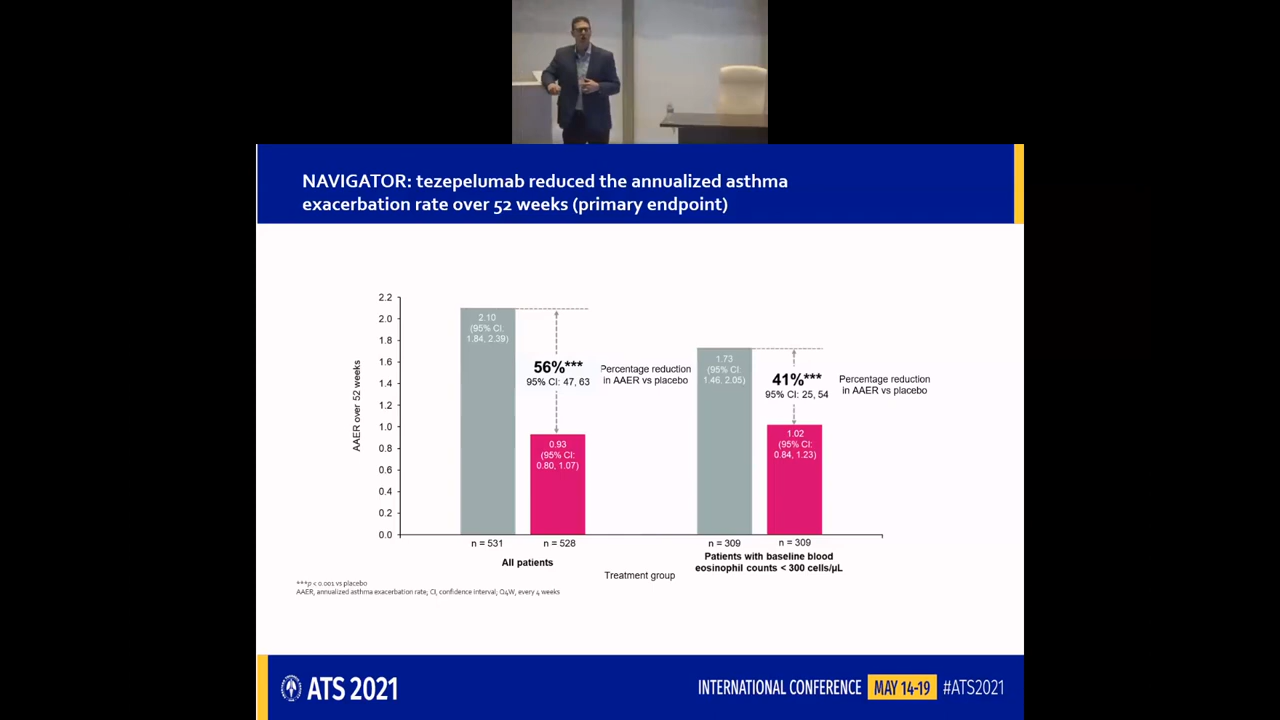 NAVIGATOR: tezepelumab reduced the annualized asthma
exacerbation rate over 52 weeks (primary endpoint)
AAER over 52 weeks
2.2
2.0
1.8
1.6
1.4
1.2
1.0
0.8
0.6
0.4
0.2
0.0
2.10
(95% CI:
1.84, 2.39)
56%***
95% CI: 47, 63
Percentage reduction
in AAER vs placebo
0.93
(95% CI:
0.80, 1.07)
1.73
(95% CI:
1.46, 2.05)
41%***
95% CI: 25, 54
Percentage reduction
in AAER vs placebo
1.02
(95% CI:
0.84, 1.23)
n = 531
n = 528
n = 309
n = 309
All patients
Patients with baseline blood
eosinophil counts < 300 cells/µL
Treatment group
***p < 0.001 vs placebo
AAER, annualized asthma exacerbation rate; CI, confidence interval; Q4W, every 4 weeks
ATS 2021
INTERNATIONAL CONFERENCE MAY 14-19 #ATS2021